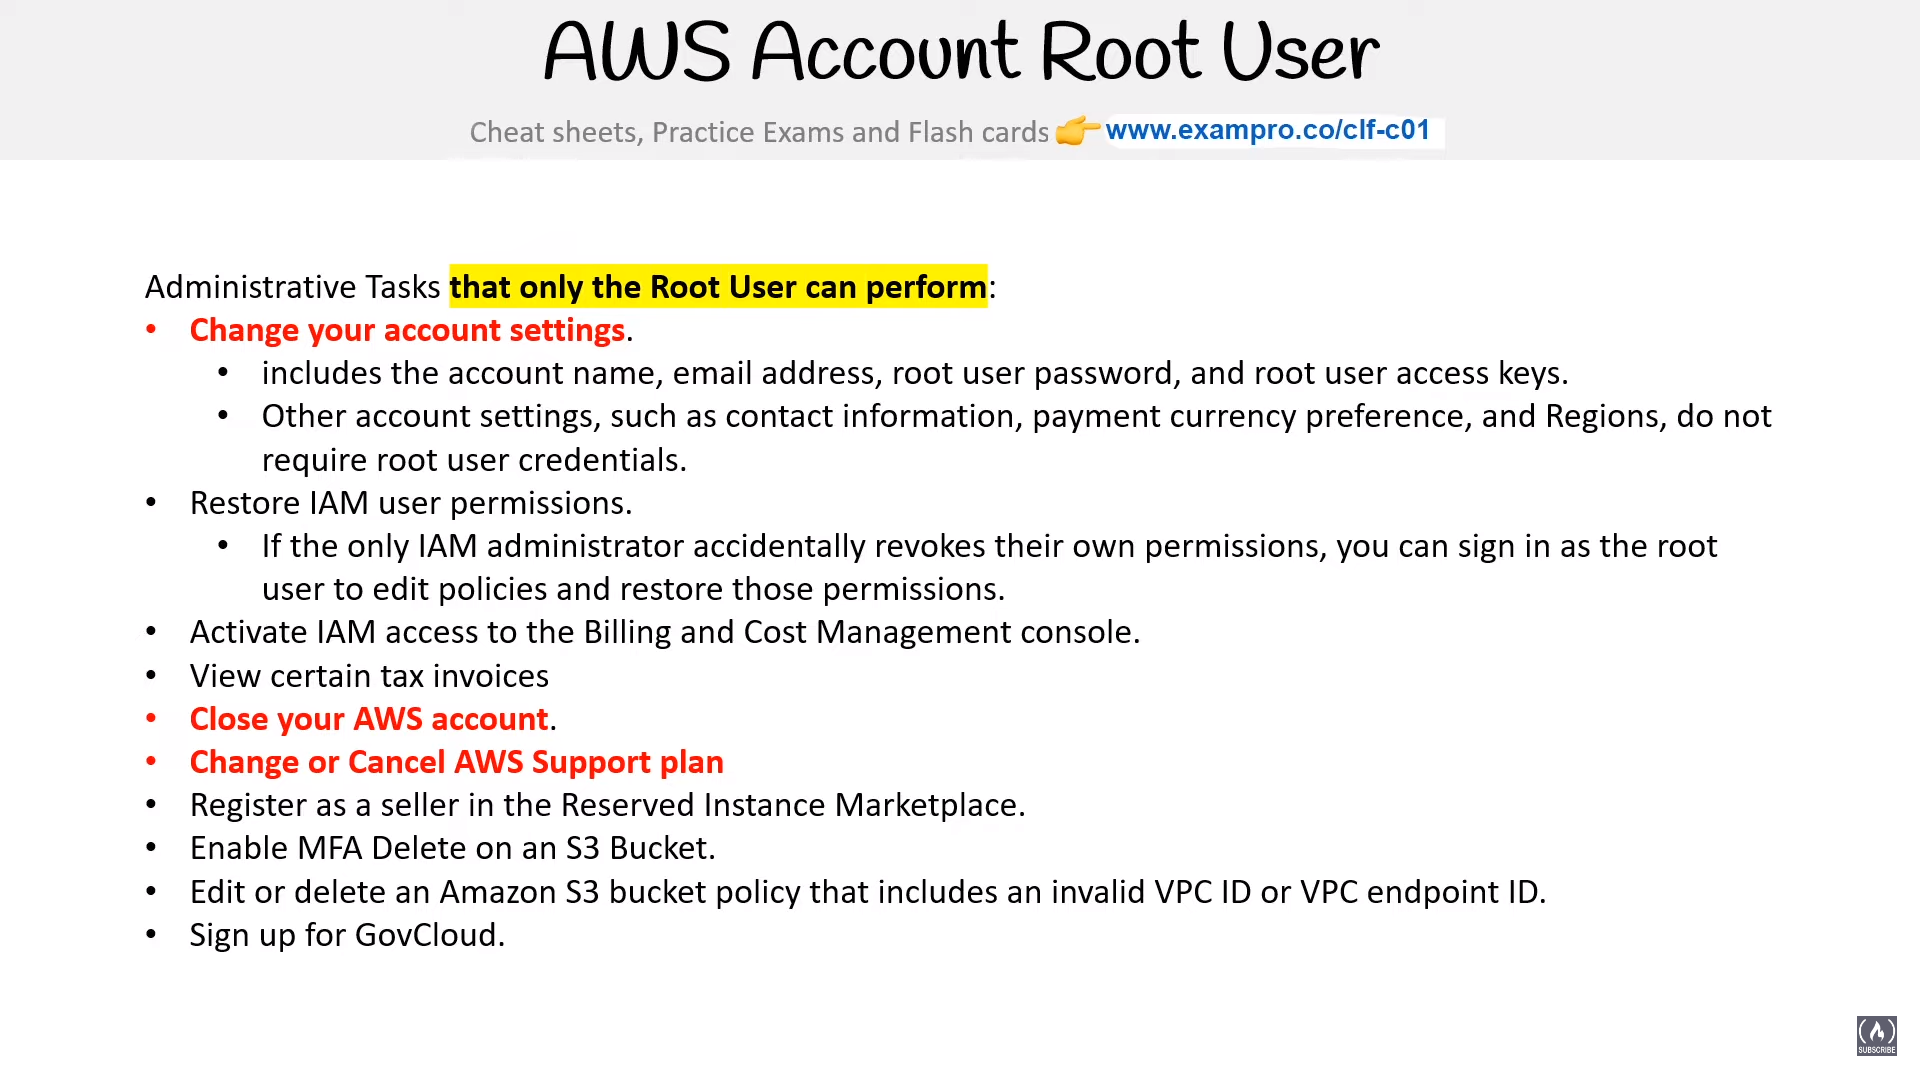 AWS Account Root User
Cheat sheets, Practice Exams and Flash cards 👉 www.exampro.co/clf-c01
Administrative Tasks that only the Root User can perform:
• Change your account settings.
• includes the account name, email address, root user password, and root user access keys.
• Other account settings, such as contact information, payment currency preference, and Regions, do not
require root user credentials.
• Restore IAM user permissions.
• If the only IAM administrator accidentally revokes their own permissions, you can sign in as the root
user to edit policies and restore those permissions.
• Activate IAM access to the Billing and Cost Management console.
• View certain tax invoices
• Close your AWS account.
• Change or Cancel AWS Support plan
• Register as a seller in the Reserved Instance Marketplace.
• Enable MFA Delete on an S3 Bucket.
• Edit or delete an Amazon S3 bucket policy that includes an invalid VPC ID or VPC endpoint ID.
• Sign up for GovCloud.
SUBSCRIBE